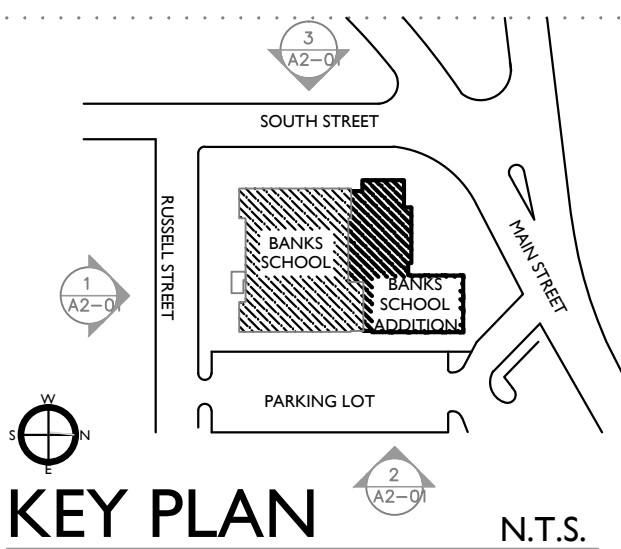 3
A2-01
SOUTH STREET
RUSSELL STREET
MAIN STREET
BANKS
SCHOOL
BANKS
SCHOOL
ADDITION
1
A2-01
PARKING LOT
W
S N
E
2
A2-01
KEY PLAN
N.T.S.